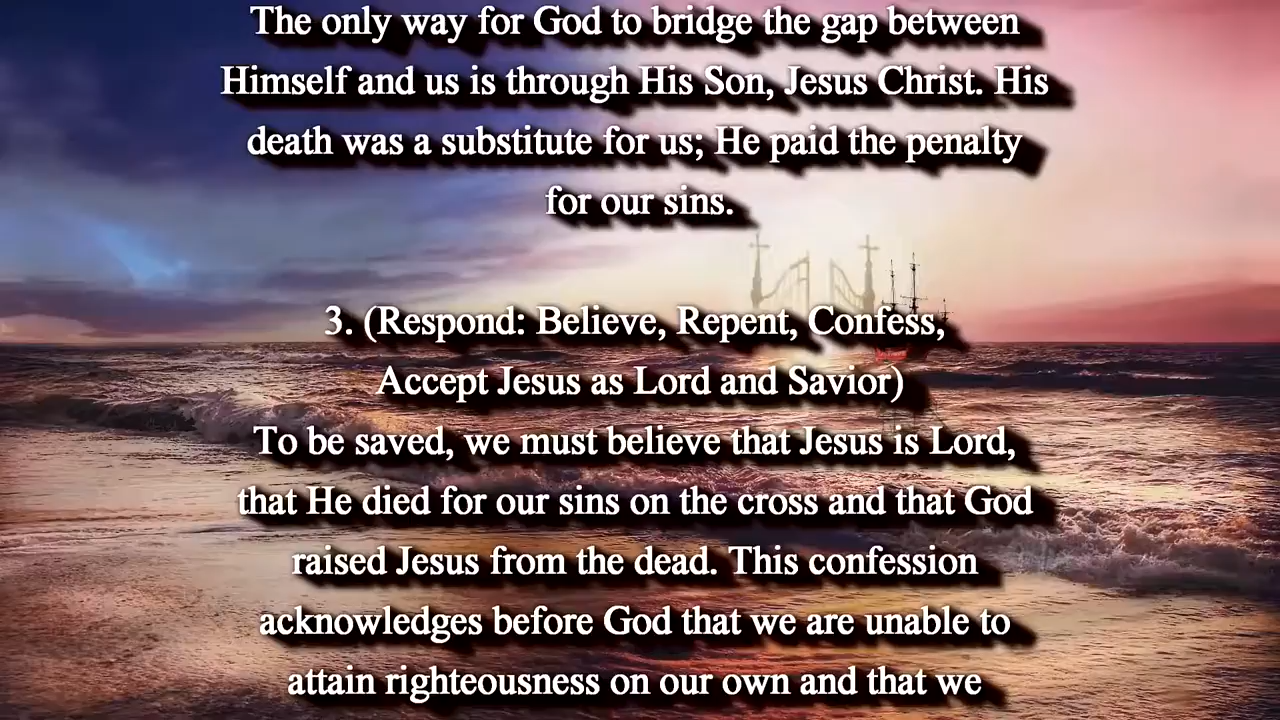 The only way for God to bridge the gap between
Himself and us is through His Son, Jesus Christ. His
death was a substitute for us; He paid the penalty
for our sins.
3. (Respond: Believe, Repent, Confess,
Accept Jesus as Lord and Savior)
To be saved, we must believe that Jesus is Lord,
that He died for our sins on the cross and that God
raised Jesus from the dead. This confession
acknowledges before God that we are unable to
attain righteousness on our own and that we